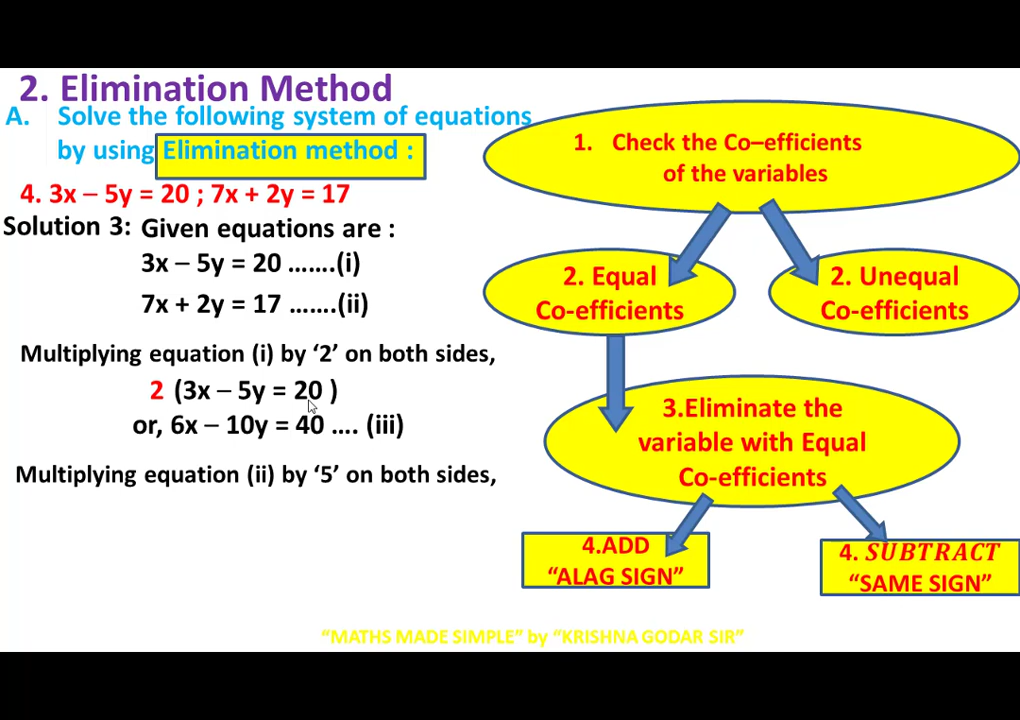 2. Elimination Method
A. Solve the following system of equations
by using Elimination method :
4. 3x – 5y = 20 ; 7x + 2y = 17
Solution 3: Given equations are :
3x – 5y = 20 …….(i)
7x + 2y = 17 …….(ii)
Multiplying equation (i) by ‘2’ on both sides,
2 (3x – 5y = 20 )
or, 6x – 10y = 40 …. (iii)
Multiplying equation (ii) by ‘5’ on both sides,
1. Check the Co–efficients
of the variables
2. Equal
Co-efficients
2. Unequal
Co-efficients
3.Eliminate the
variable with Equal
Co-efficients
4.ADD
“ALAG SIGN”
4. SUBTRACT
“SAME SIGN”
“MATHS MADE SIMPLE” by “KRISHNA GODAR SIR”